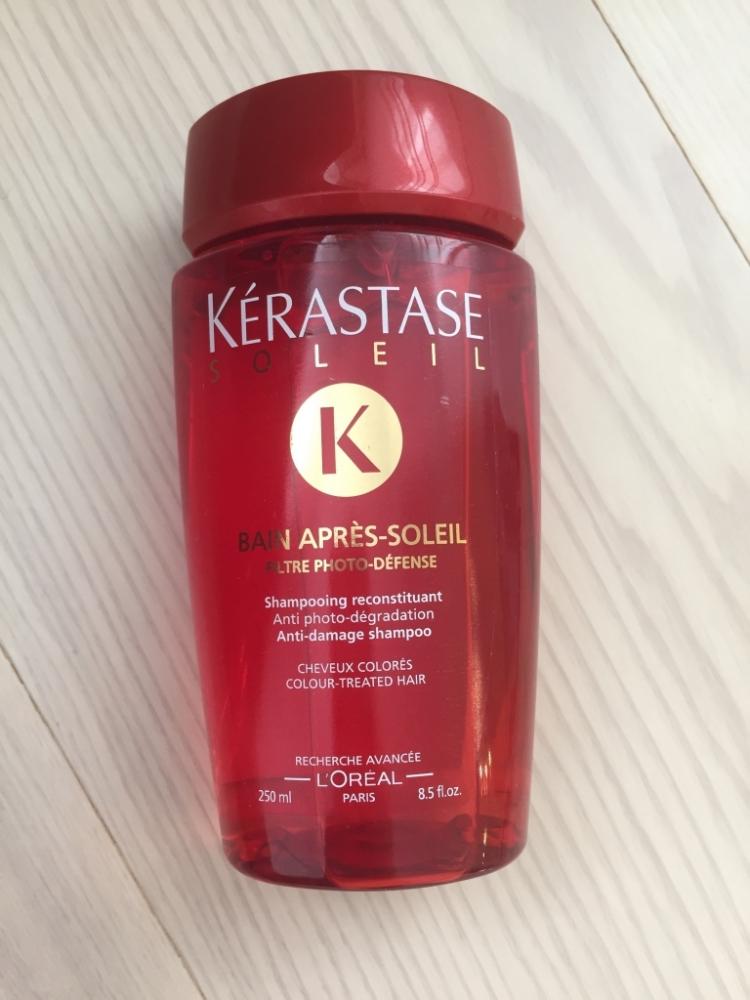 KÉRASTASE
SOLEIL
K
BAIN APRÈS-SOLEIL
FILTRE PHOTO-DÉFENSE
Shampooing reconstituant
Anti photo-dégradation
Anti-damage shampoo
CHEVEUX COLORÉS
COLOUR-TREATED HAIR
RECHERCHE AVANCÉE
L'ORÉAL
250 ml PARIS 8.5 fl.oz.